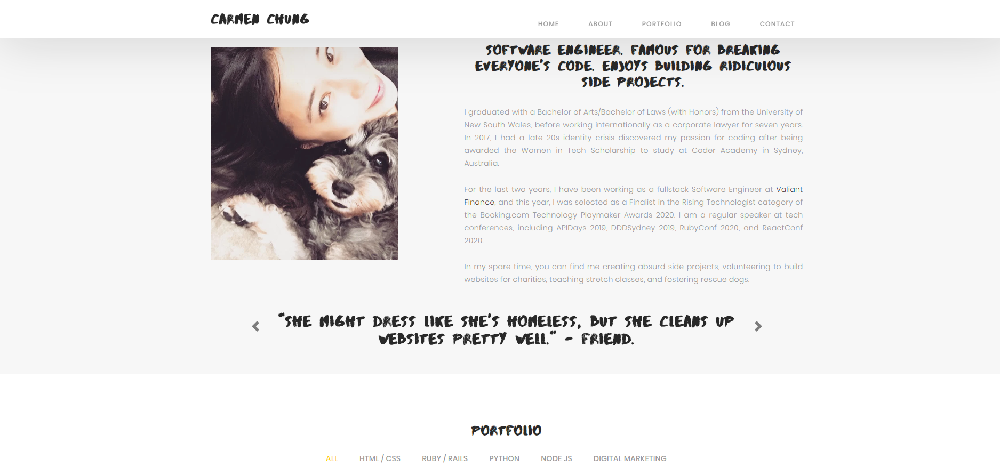 CARMEN CHUNG
HOME ABOUT PORTFOLIO BLOG CONTACT
SOFTWARE ENGINEER. FAMOUS FOR BREAKING
EVERYONE'S CODE. ENJOYS BUILDING RIDICULOUS
SIDE PROJECTS.
I graduated with a Bachelor of Arts/Bachelor of Laws (with Honors) from the University of
New South Wales, before working internationally as a corporate lawyer for seven years.
In 2017, I had a late 20s identity crisis discovered my passion for coding after being
awarded the Women in Tech Scholarship to study at Coder Academy in Sydney,
Australia.
For the last two years, I have been working as a fullstack Software Engineer at Valiant
Finance, and this year, I was selected as a Finalist in the Rising Technologist category of
the Booking.com Technology Playmaker Awards 2020. I am a regular speaker at tech
conferences, including APIDays 2019, DDDSydney 2019, RubyConf 2020, and ReactConf
2020.
In my spare time, you can find me creating absurd side projects, volunteering to build
websites for charities, teaching stretch classes, and fostering rescue dogs.
"SHE MIGHT DRESS LIKE SHE'S HOMELESS, BUT SHE CLEANS UP
WEBSITES PRETTY WELL." - FRIEND.
PORTFOLIO
ALL HTML / CSS RUBY / RAILS PYTHON NODE JS DIGITAL MARKETING